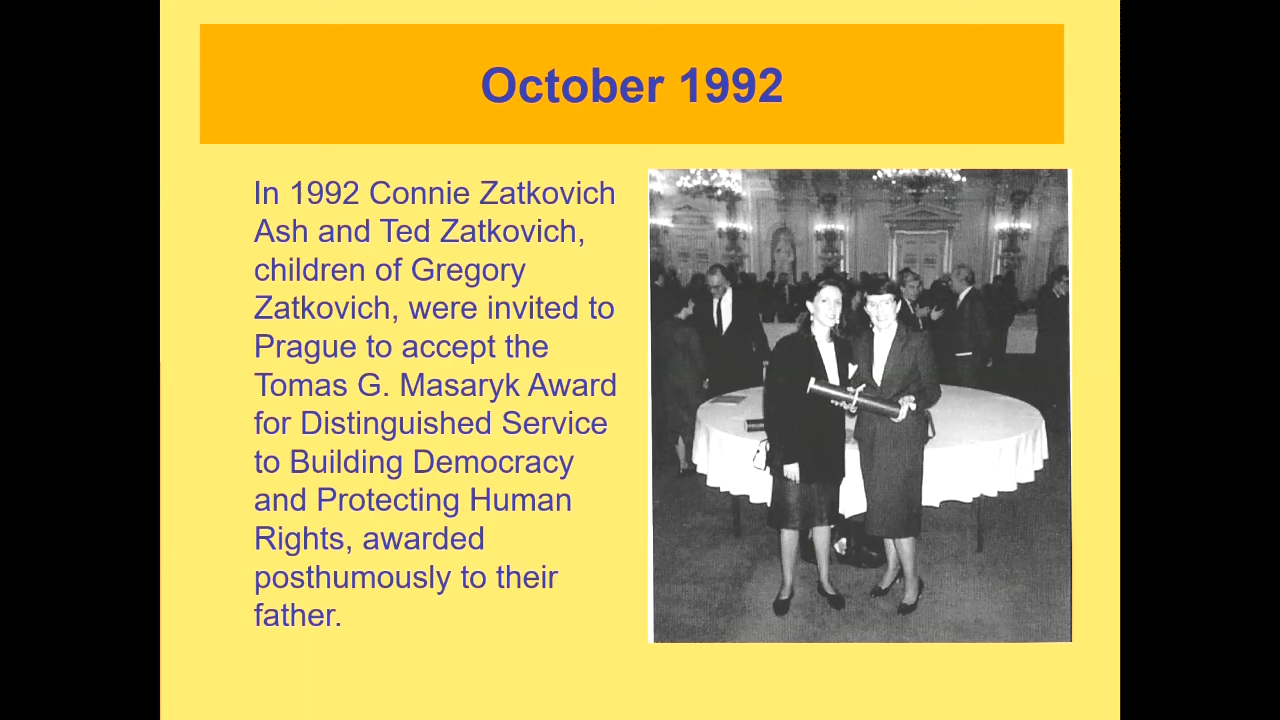 October 1992
In 1992 Connie Zatkovich
Ash and Ted Zatkovich,
children of Gregory
Zatkovich, were invited to
Prague to accept the
Tomas G. Masaryk Award
for Distinguished Service
to Building Democracy
and Protecting Human
Rights, awarded
posthumously to their
father.